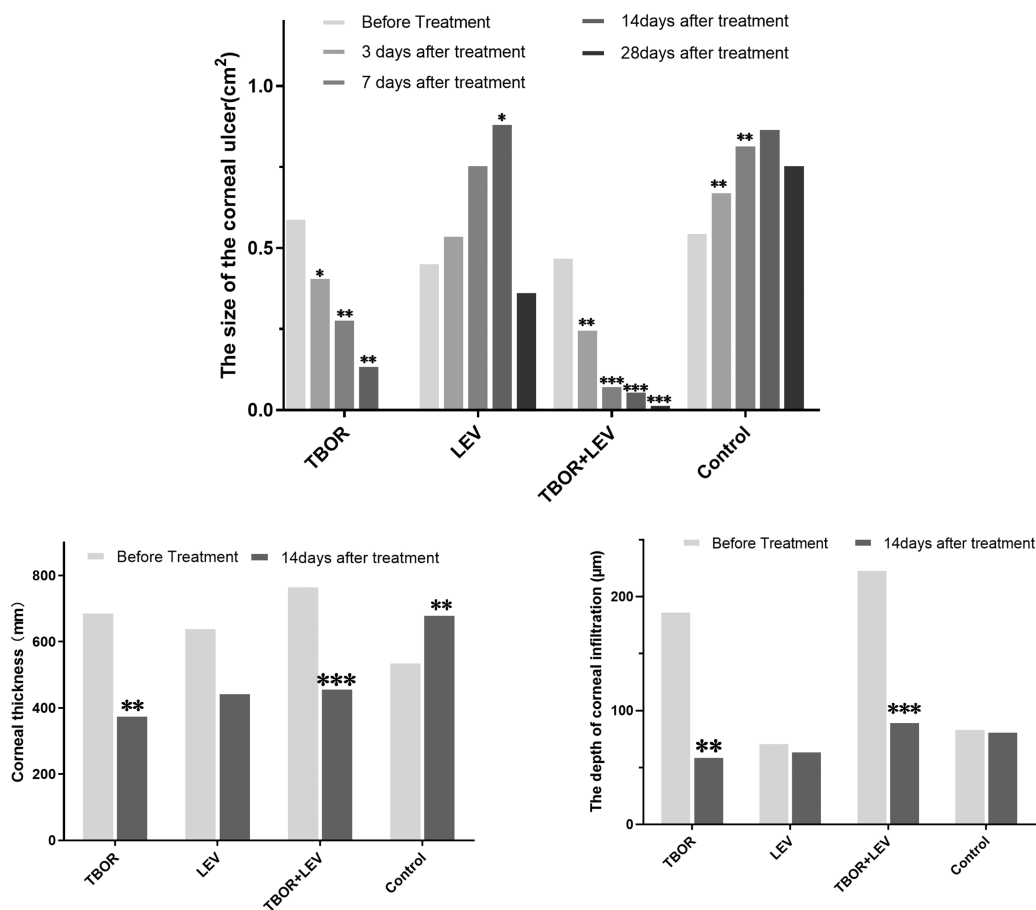 Before Treatment
3 days after treatment
7 days after treatment
14days after treatment
28days after treatment
The size of the corneal ulcer(cm²)
1.0
0.5
0.0
*
**
**
*
**
***
***
***
**
**
TBOR
LEV
TBOR+LEV
Control
Before Treatment
14days after treatment
Corneal thickness（mm）
800
600
400
200
0
**
***
**
TBOR
LEV
TBOR+LEV
Control
Before Treatment
14days after treatment
The depth of corneal infiltration (μm)
200
100
0
**
***
TBOR
LEV
TBOR+LEV
Control